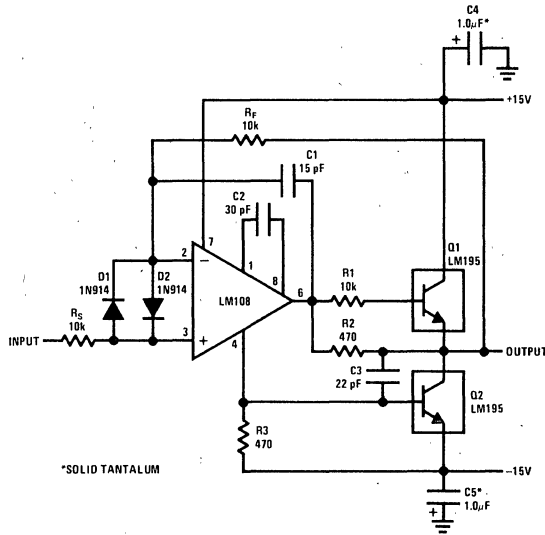 C4
1.0μF*
+
+15V
RF
10k
C1
15 pF
C2
30 pF
Q1
LM195
7
2
−
1
D1
1N914
D2
1N914
8
R1
10k
LM108
6
RS
10k
R2
470
INPUT
3
+
4
OUTPUT
C3
22 pF
Q2
LM195
R3
470
*SOLID TANTALUM
−15V
C5*
1.0μF
+